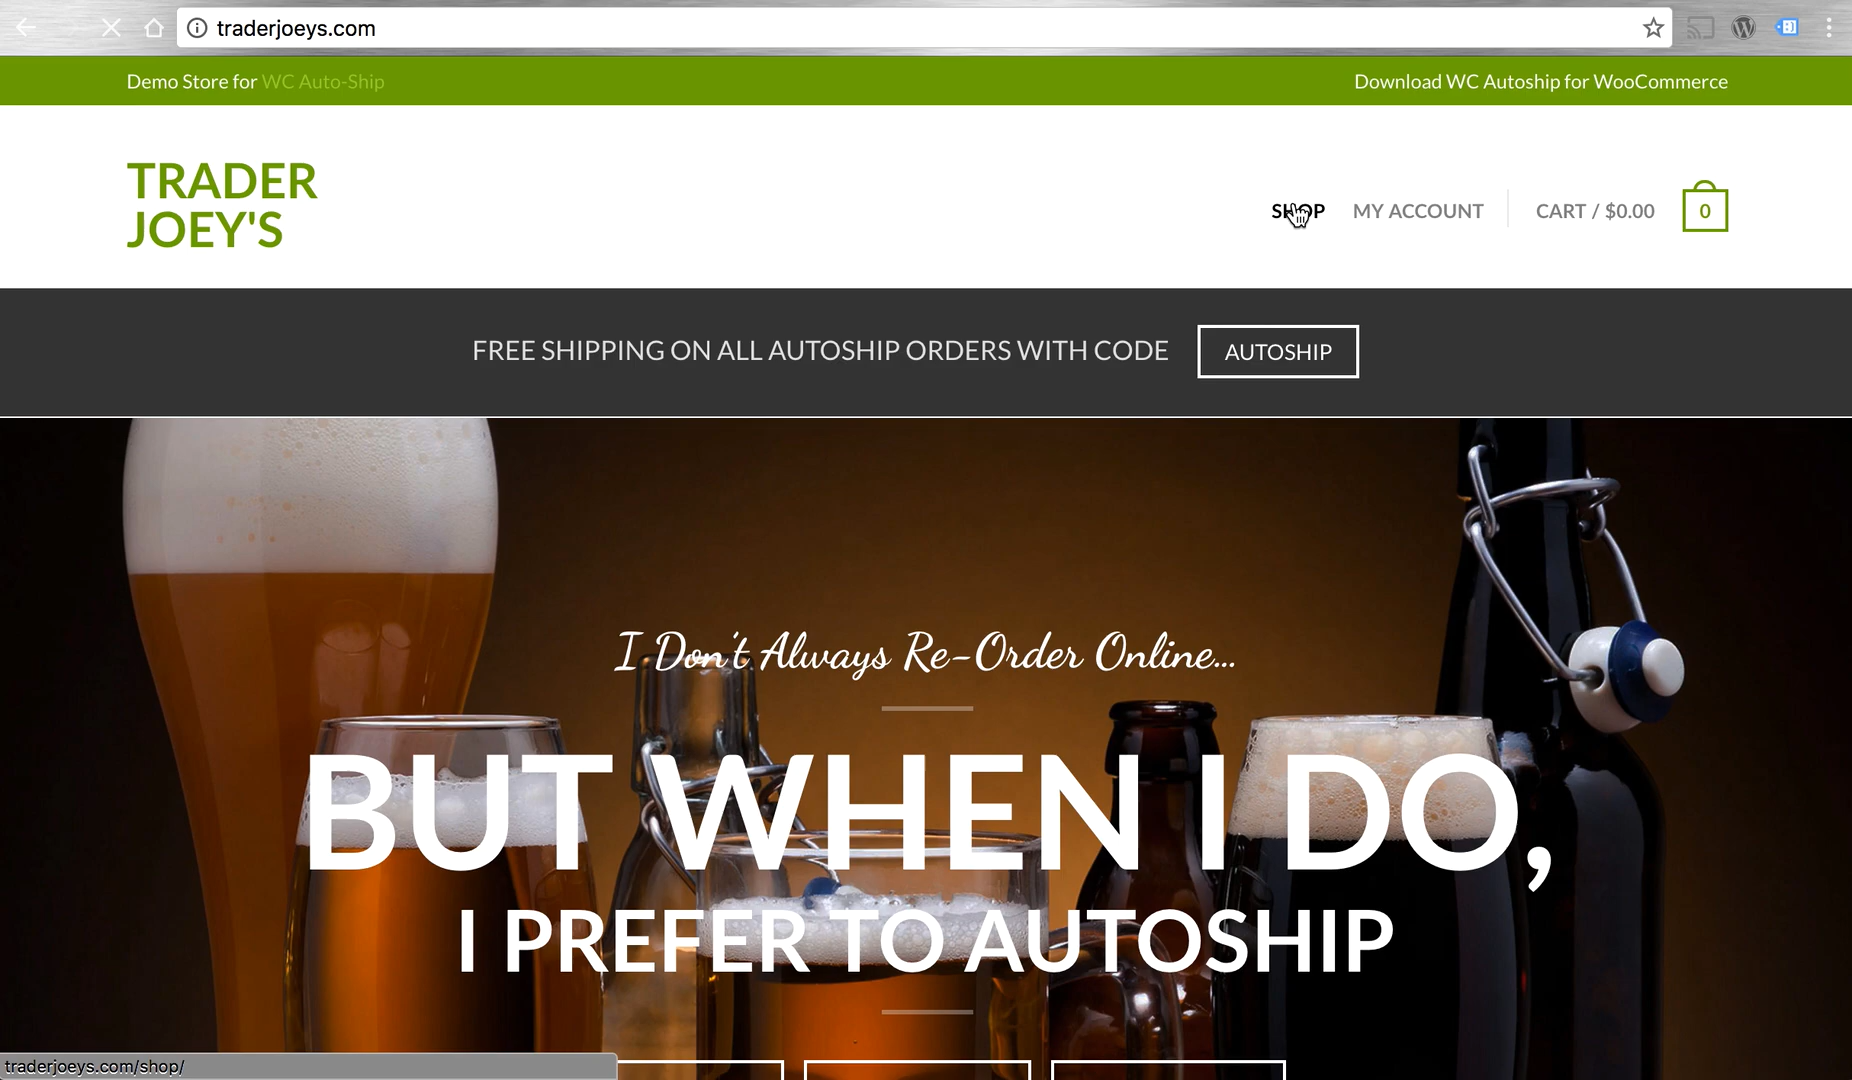 traderjoeys.com
Demo Store for WC Auto-Ship
Download WC Autoship for WooCommerce
TRADER
JOEY'S
SHOP
MY ACCOUNT
CART / $0.00
0
FREE SHIPPING ON ALL AUTOSHIP ORDERS WITH CODE
AUTOSHIP
I Don't Always Re-Order Online...
BUT WHEN I DO,
I PREFER TO AUTOSHIP
traderjoeys.com/shop/